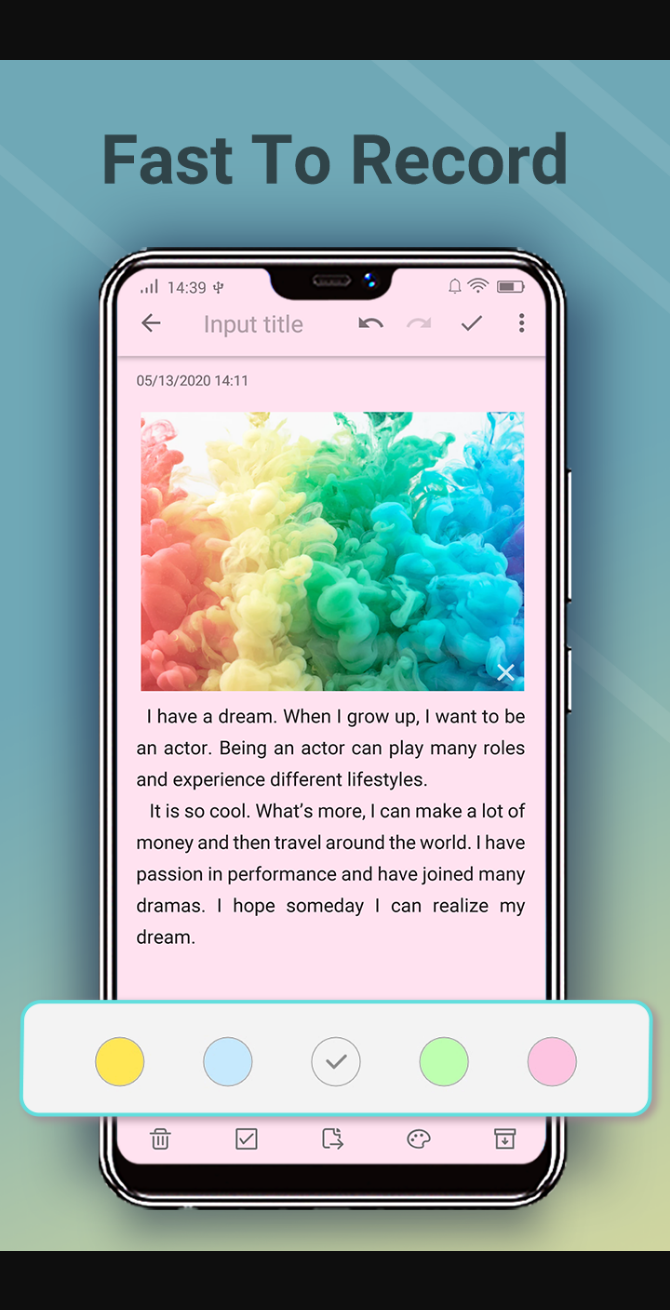 Fast To Record
14:39
Input title
05/13/2020 14:11
I have a dream. When I grow up, I want to be
an actor. Being an actor can play many roles
and experience different lifestyles.
It is so cool. What's more, I can make a lot of
money and then travel around the world. I have
passion in performance and have joined many
dramas. I hope someday I can realize my
dream.